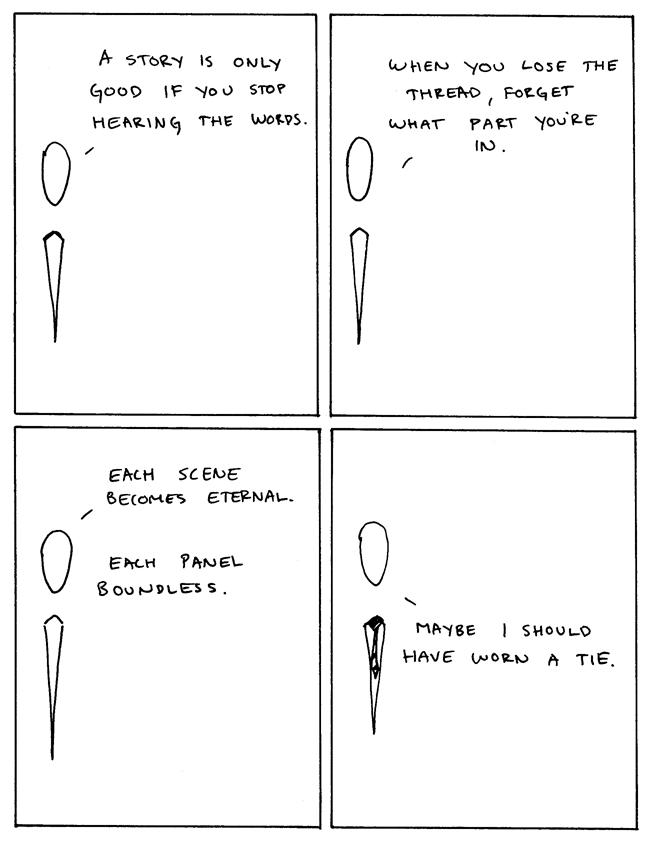 A STORY IS ONLY
GOOD IF YOU STOP
HEARING THE WORDS.
WHEN YOU LOSE THE
THREAD, FORGET
WHAT PART YOU'RE
IN.
EACH SCENE
BECOMES ETERNAL.
EACH PANEL
BOUNDLESS.
MAYBE I SHOULD
HAVE WORN A TIE.